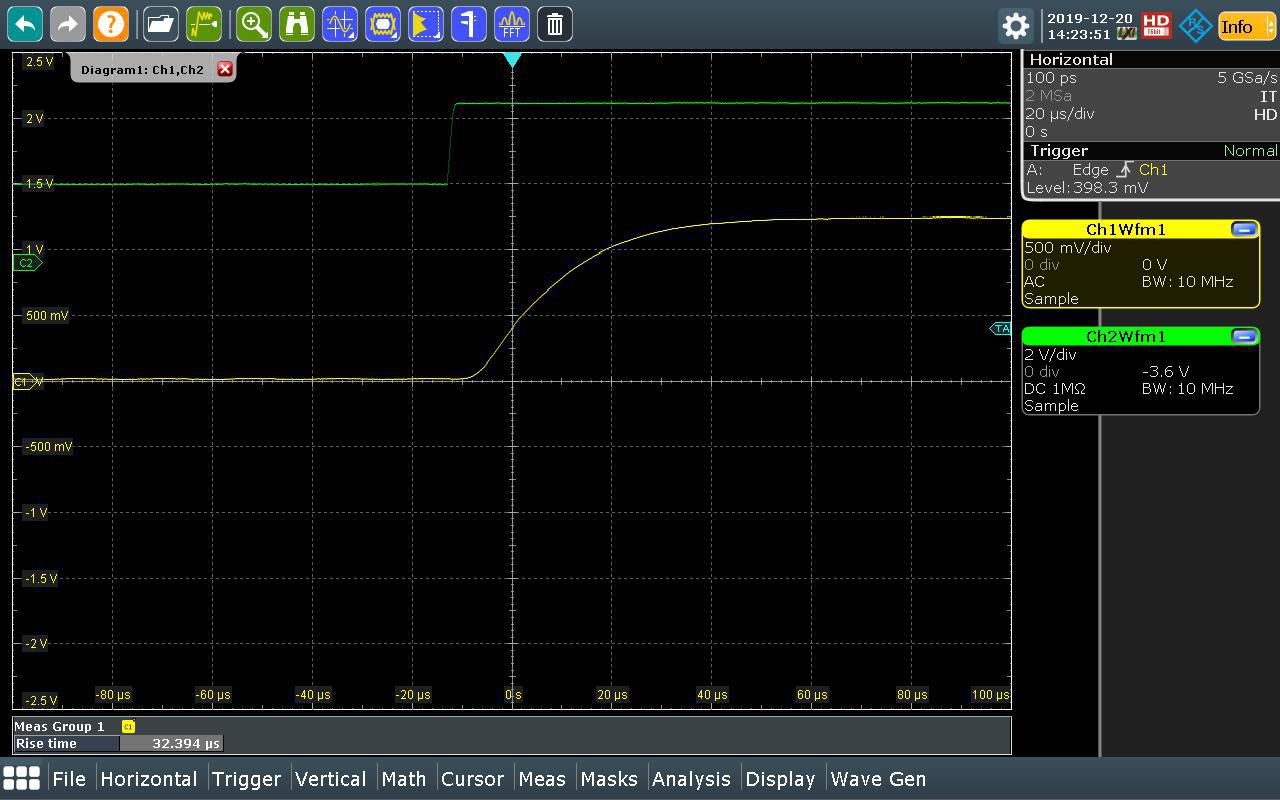 FFT
2019-12-20
14:23:51
HD
16bit
R&S
Info
Diagram1: Ch1,Ch2
2.5 V
2 V
1.5 V
1 V
C2
500 mV
TA
C1
V
-500 mV
-1 V
-1.5 V
-2 V
-2.5 V
-80 µs
-60 µs
-40 µs
-20 µs
0 s
20 µs
40 µs
60 µs
80 µs
100 µs
Horizontal
100 ps 5 GSa/s
2 MSa IT
20 µs/div HD
0 s
Trigger Normal
A: Edge Ch1
Level: 398.3 mV
Ch1Wfm1
500 mV/div
0 div 0 V
AC BW: 10 MHz
Sample
Ch2Wfm1
2 V/div
0 div -3.6 V
DC 1MΩ BW: 10 MHz
Sample
Meas Group 1 C1
Rise time 32.394 µs
File Horizontal Trigger Vertical Math Cursor Meas Masks Analysis Display Wave Gen